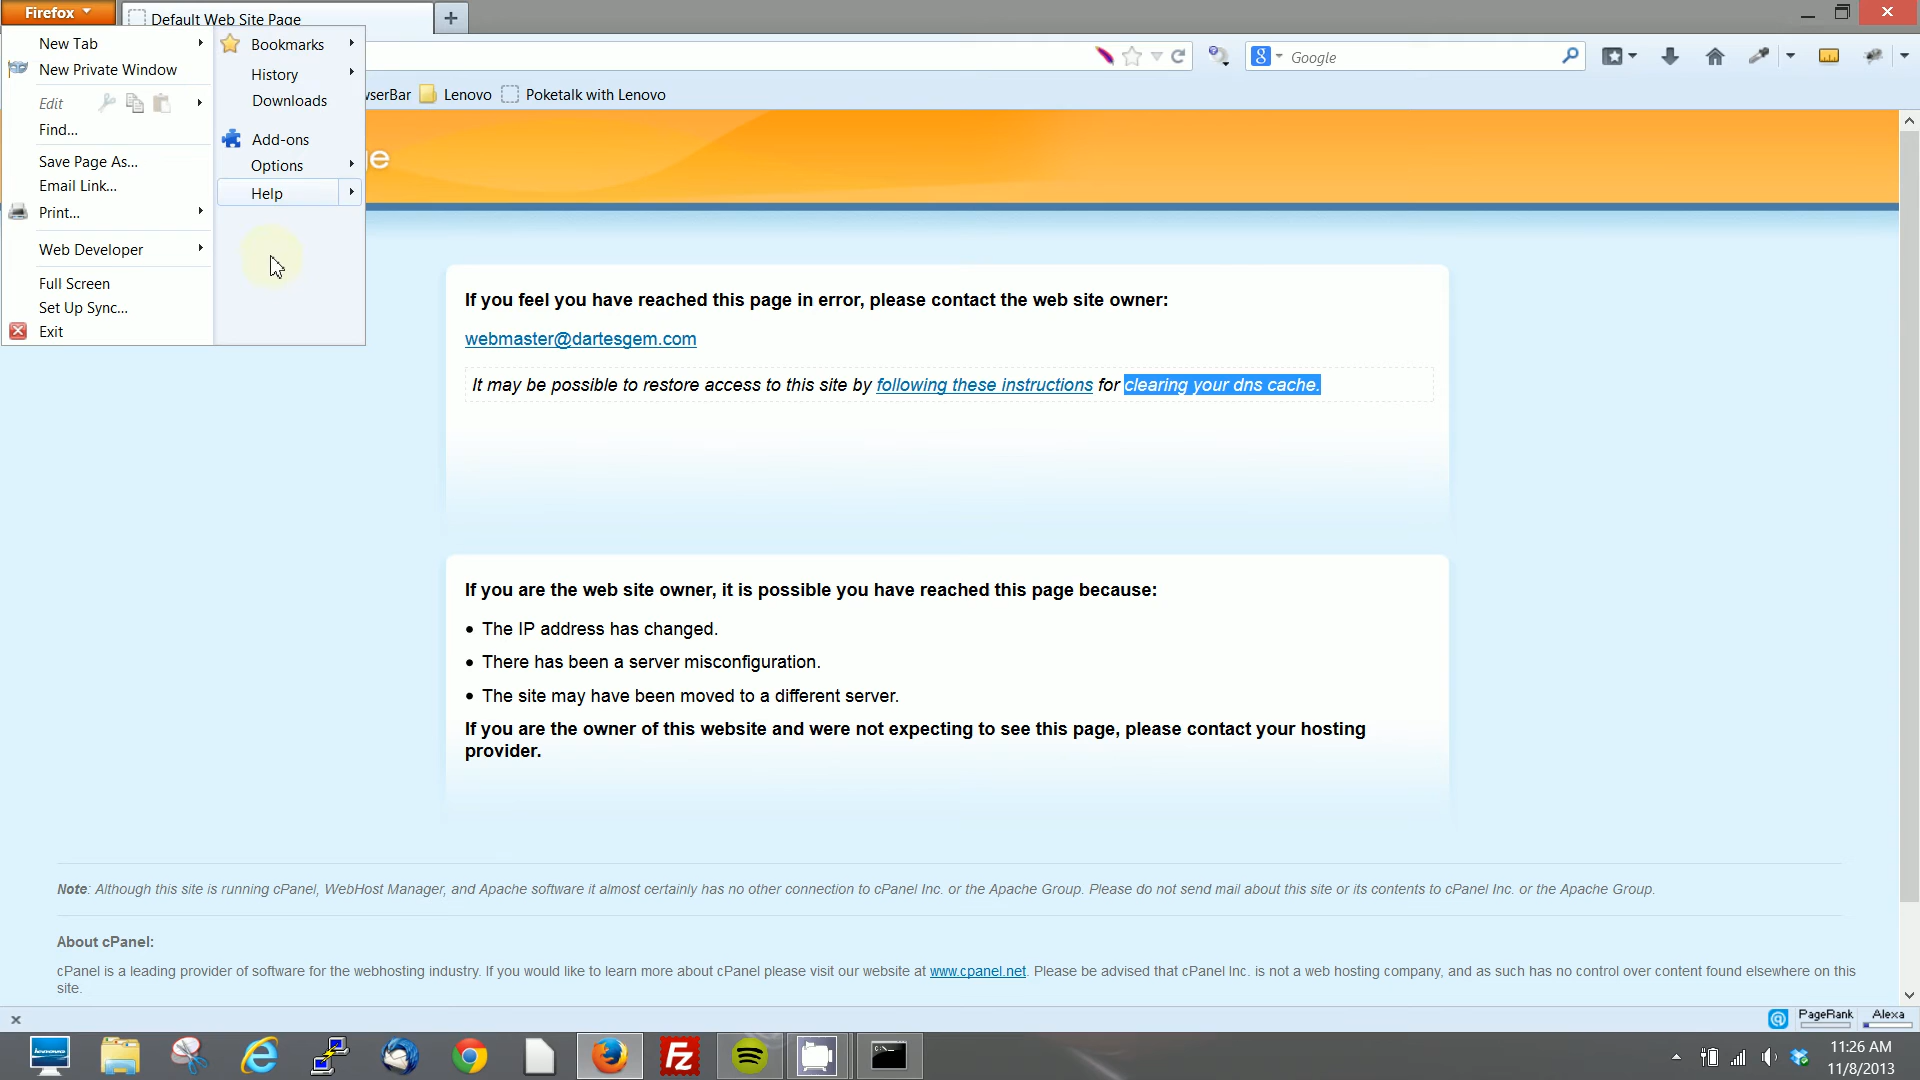 Firefox
Default Web Site Page
New Tab
New Private Window
Edit
Find...
Save Page As...
Email Link...
Print...
Web Developer
Full Screen
Set Up Sync...
Exit
Bookmarks
History
Downloads
Add-ons
Options
Help
Google
wserBar
Lenovo
Poketalk with Lenovo
ge
If you feel you have reached this page in error, please contact the web site owner:
webmaster@dartesgem.com
It may be possible to restore access to this site by following these instructions for clearing your dns cache.
If you are the web site owner, it is possible you have reached this page because:
• The IP address has changed.
• There has been a server misconfiguration.
• The site may have been moved to a different server.
If you are the owner of this website and were not expecting to see this page, please contact your hosting
provider.
Note: Although this site is running cPanel, WebHost Manager, and Apache software it almost certainly has no other connection to cPanel Inc. or the Apache Group. Please do not send mail about this site or its contents to cPanel Inc. or the Apache Group.
About cPanel:
cPanel is a leading provider of software for the webhosting industry. If you would like to learn more about cPanel please visit our website at www.cpanel.net. Please be advised that cPanel Inc. is not a web hosting company, and as such has no control over content found elsewhere on this
site.
PageRank
Alexa
lenovo
11:26 AM
11/8/2013